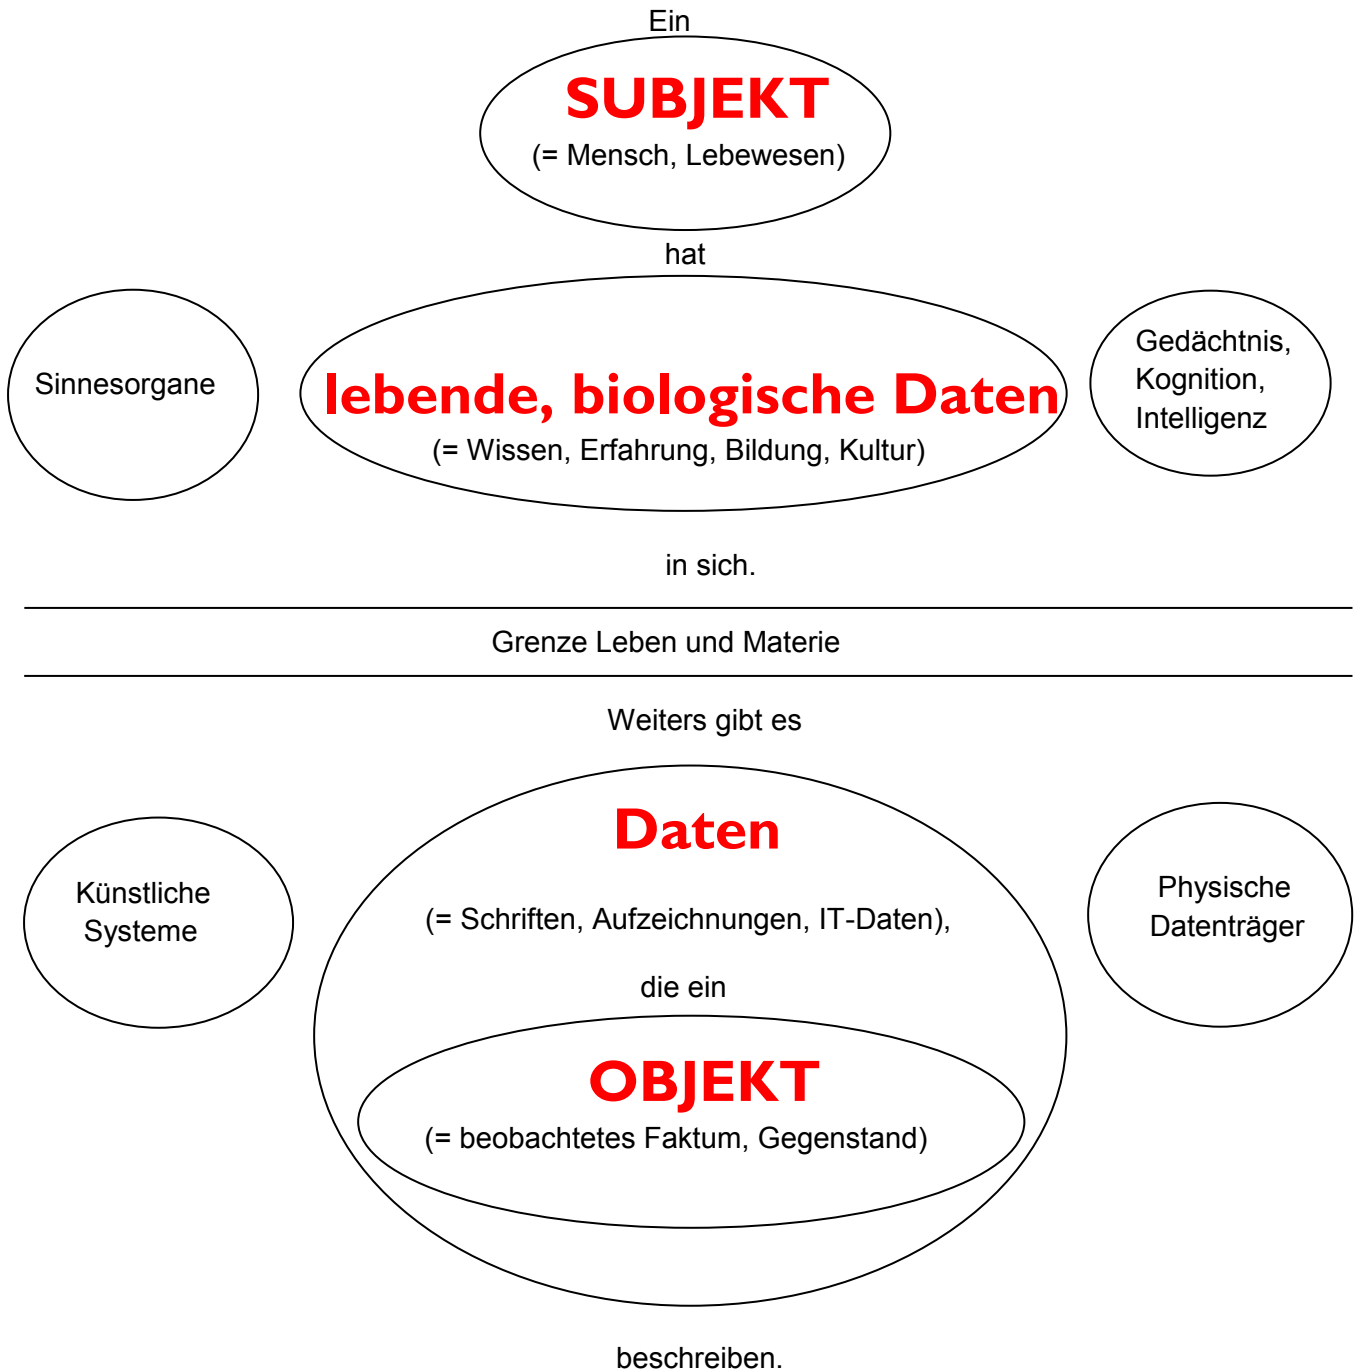 Ein
SUBJEKT
(= Mensch, Lebewesen)
hat
Sinnesorgane
lebende, biologische Daten
(= Wissen, Erfahrung, Bildung, Kultur)
Gedächtnis,
Kognition,
Intelligenz
in sich.
Grenze Leben und Materie
Weiters gibt es
Künstliche
Systeme
Daten
(= Schriften, Aufzeichnungen, IT-Daten),
Physische
Datenträger
die ein
OBJEKT
(= beobachtetes Faktum, Gegenstand)
beschreiben.